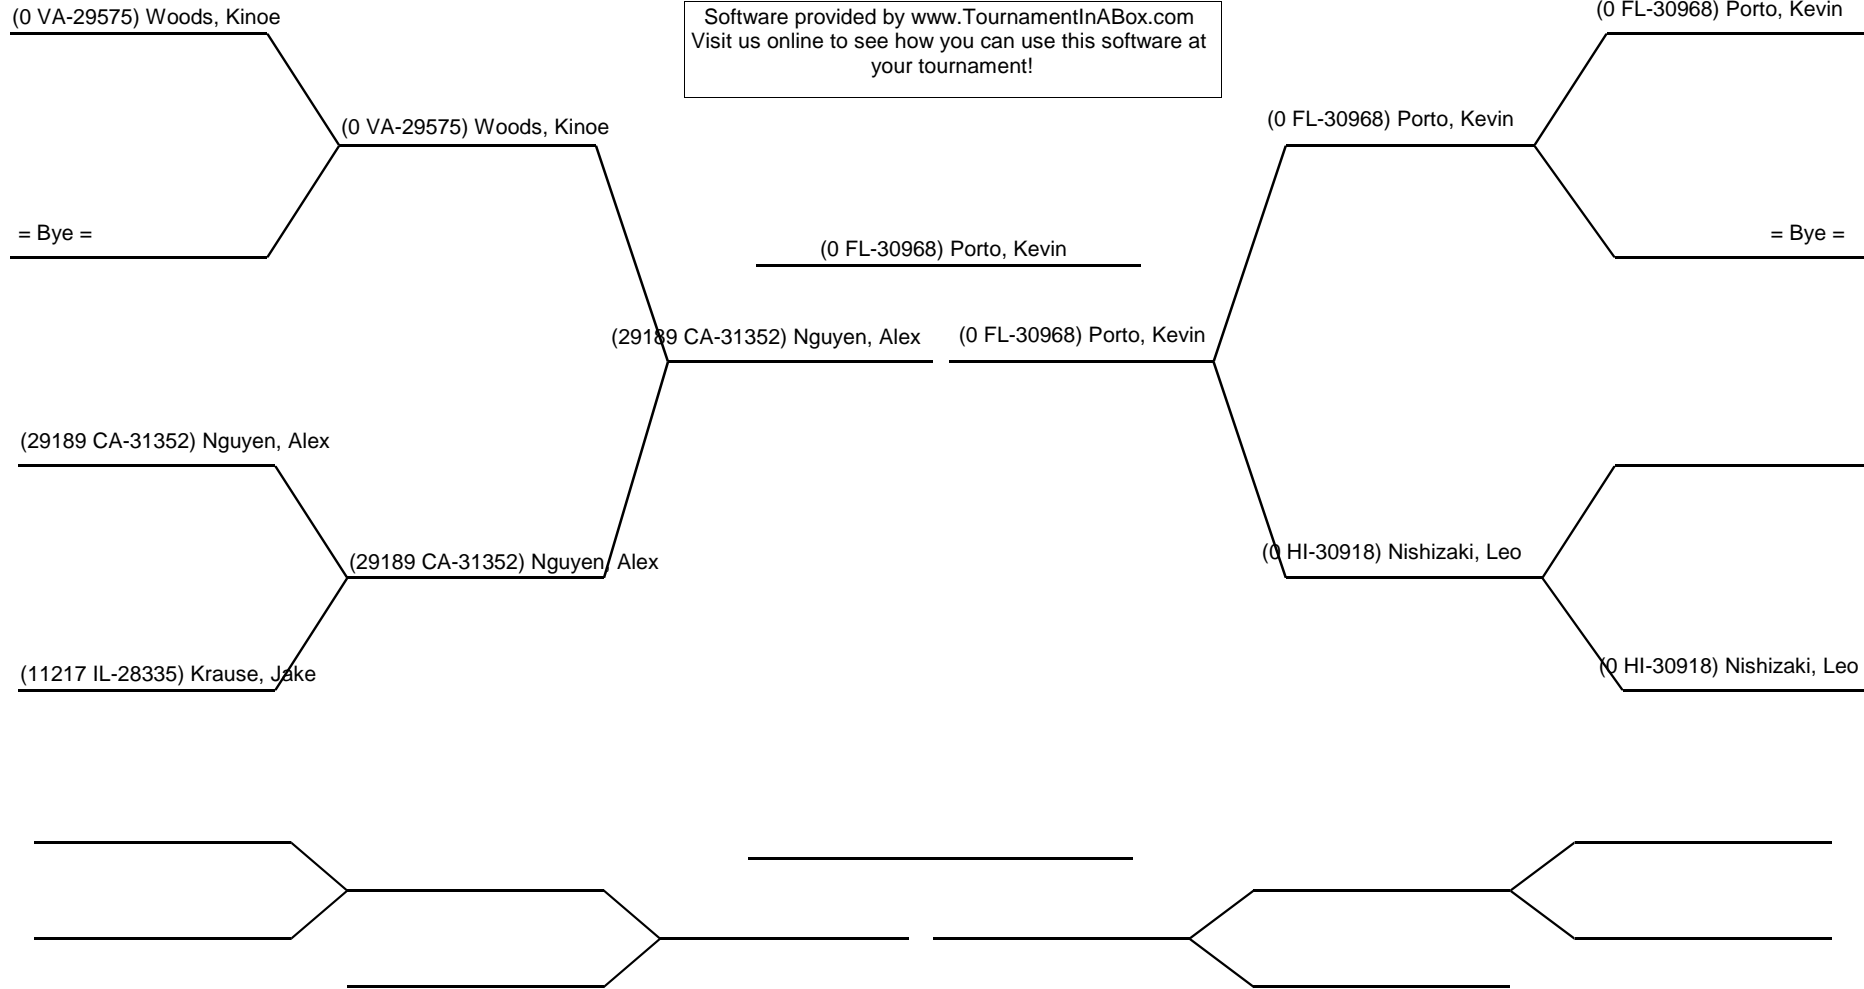 (0 VA-29575) Woods, Kinoe
Software provided by www.TournamentInABox.com
Visit us online to see how you can use this software at
your tournament!
(0 FL-30968) Porto, Kevin
(0 VA-29575) Woods, Kinoe
(0 FL-30968) Porto, Kevin
= Bye =
(0 FL-30968) Porto, Kevin
= Bye =
(29189 CA-31352) Nguyen, Alex
(0 FL-30968) Porto, Kevin
(29189 CA-31352) Nguyen, Alex
(29189 CA-31352) Nguyen, Alex
(0 HI-30918) Nishizaki, Leo
(11217 IL-28335) Krause, Jake
(0 HI-30918) Nishizaki, Leo